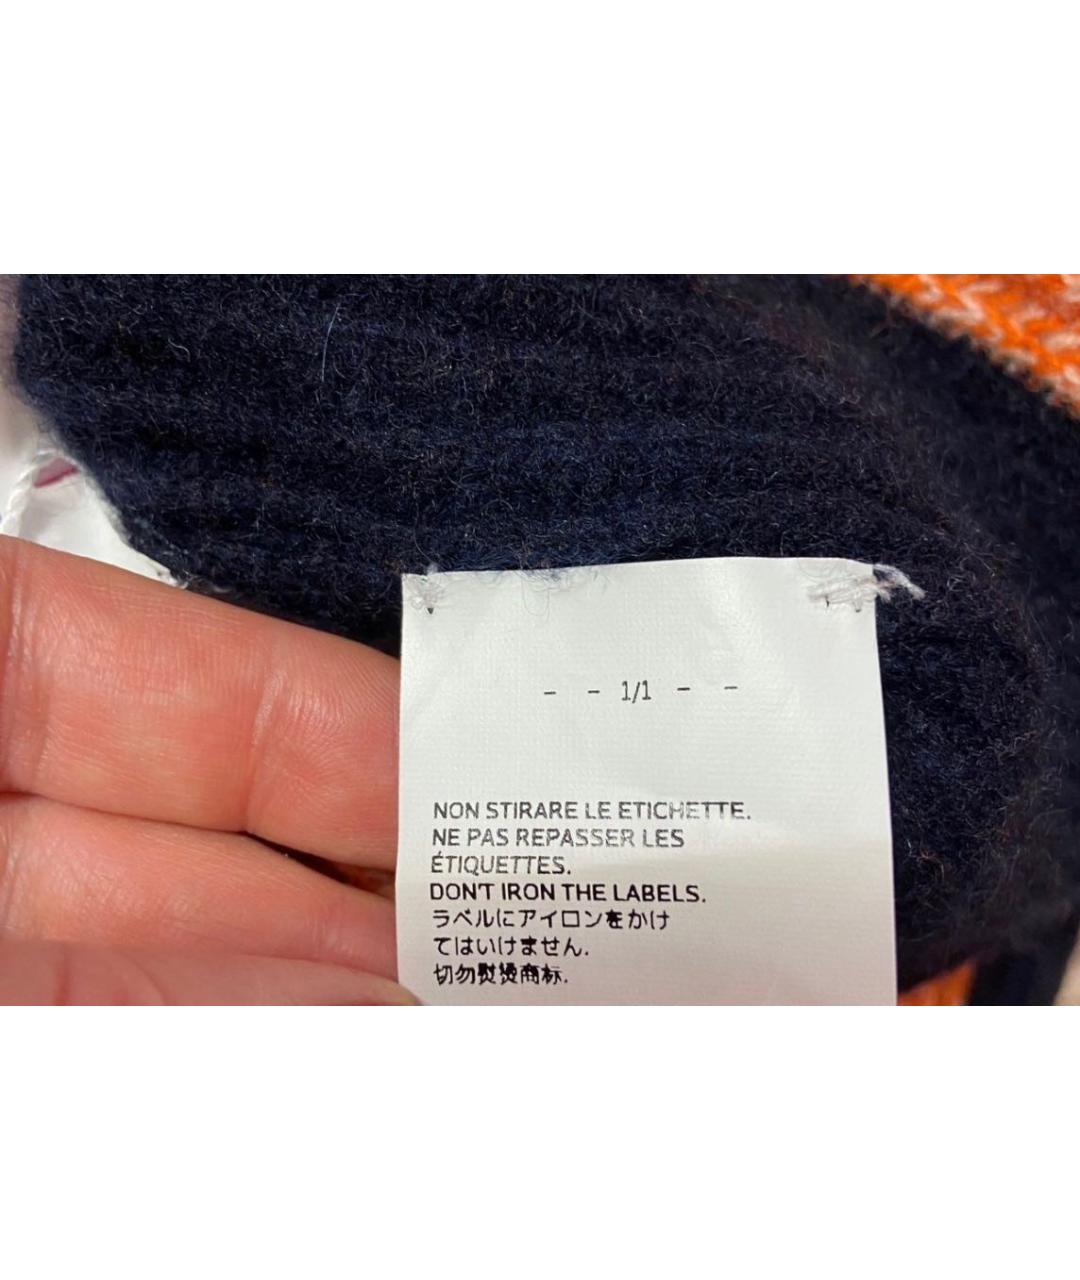 - - 1/1 - -
NON STIRARE LE ETICHETTE.
NE PAS REPASSER LES
ÉTIQUETTES.
DON'T IRON THE LABELS.
ラベルにアイロンをかけ
てはいけません.
切勿熨烫商标.